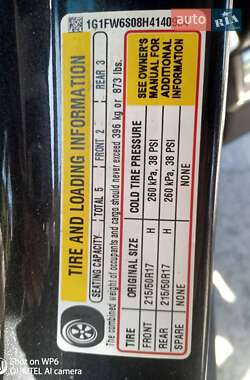 1G1FW6S08H4140
AUTO.RIA
TIRE AND LOADING INFORMATION
SEATING CAPACITY | TOTAL 5 | FRONT 2 | REAR 3
The combined weight of occupants and cargo should never exceed 396 kg or 873 lbs.
TIRE ORIGINAL SIZE COLD TIRE PRESSURE
FRONT 215/50R17 H 260 kPa, 38 PSI
REAR 215/50R17 H 260 kPa, 38 PSI
SPARE NONE NONE
SEE OWNER'S
MANUAL FOR
ADDITIONAL
INFORMATION
SHOT ON WP6
OUKITEL AI camera